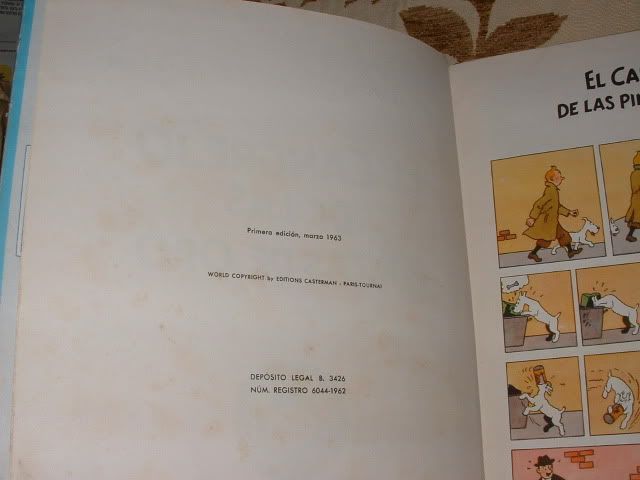 Primera edición, marzo 1963
WORLD COPYRIGHT by EDITIONS CASTERMAN - PARIS-TOURNAI
DEPÓSITO LEGAL B. 3426
NÚM. REGISTRO 6044-1962
EL CA
DE LAS PI